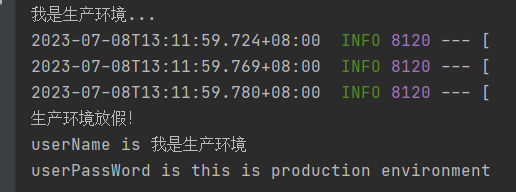 我是生产环境...
2023-07-08T13:11:59.724+08:00  INFO 8120 --- [
2023-07-08T13:11:59.769+08:00  INFO 8120 --- [
2023-07-08T13:11:59.780+08:00  INFO 8120 --- [
生产环境放假!
userName is 我是生产环境
userPassWord is this is production environment